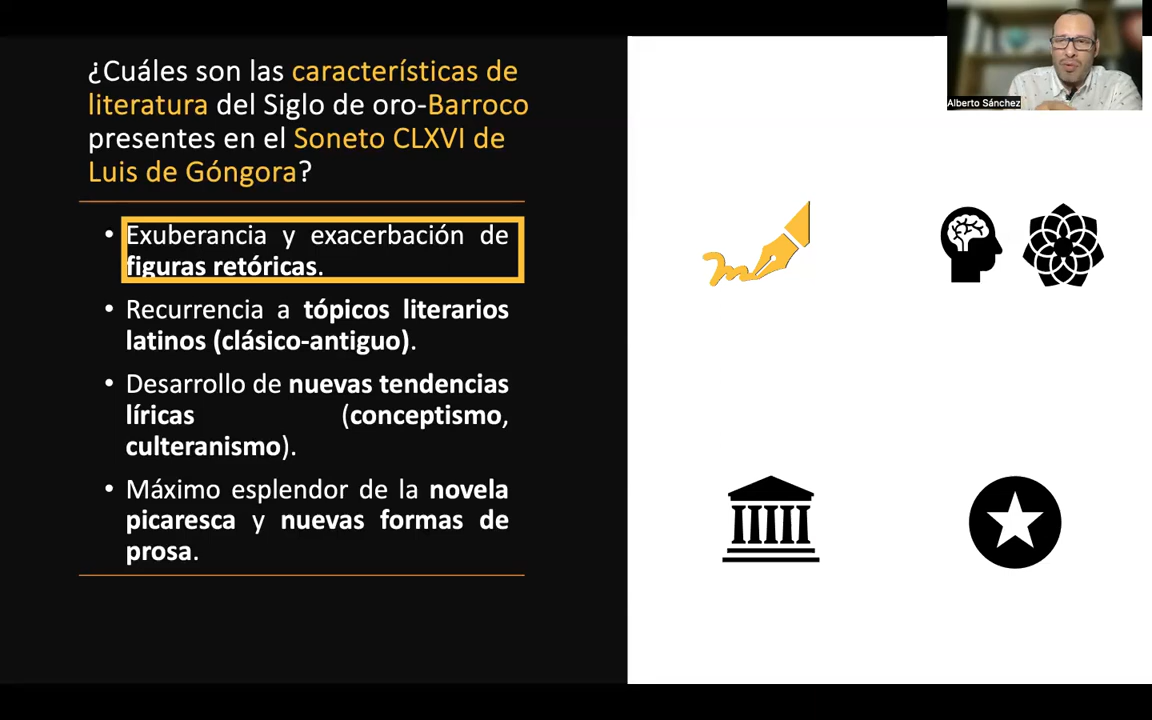 ¿Cuáles son las características de
literatura del Siglo de oro-Barroco
presentes en el Soneto CLXVI de
Luis de Góngora?
• Exuberancia y exacerbación de
figuras retóricas.
• Recurrencia a tópicos literarios
latinos (clásico-antiguo).
• Desarrollo de nuevas tendencias
líricas (conceptismo,
culteranismo).
• Máximo esplendor de la novela
picaresca y nuevas formas de
prosa.
Alberto Sánchez